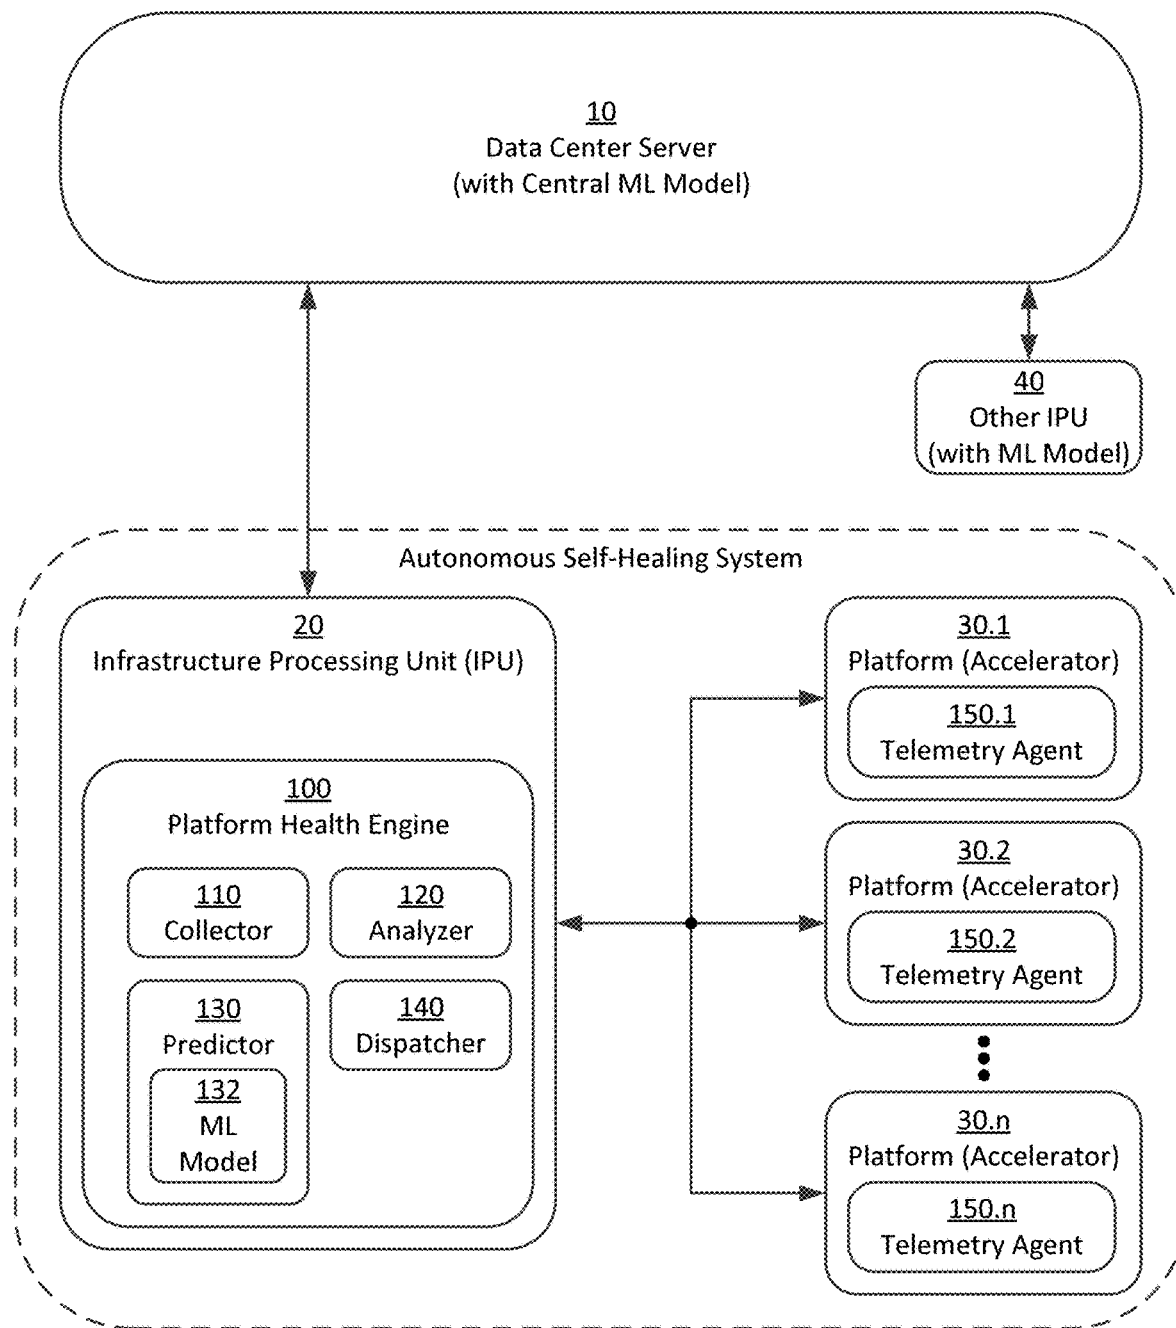 10
Data Center Server
(with Central ML Model)
40
Other IPU
(with ML Model)
Autonomous Self-Healing System
20
Infrastructure Processing Unit (IPU)
100
Platform Health Engine
110
Collector
120
Analyzer
130
Predictor
132
ML
Model
140
Dispatcher
30.1
Platform (Accelerator)
150.1
Telemetry Agent
30.2
Platform (Accelerator)
150.2
Telemetry Agent
30.n
Platform (Accelerator)
150.n
Telemetry Agent